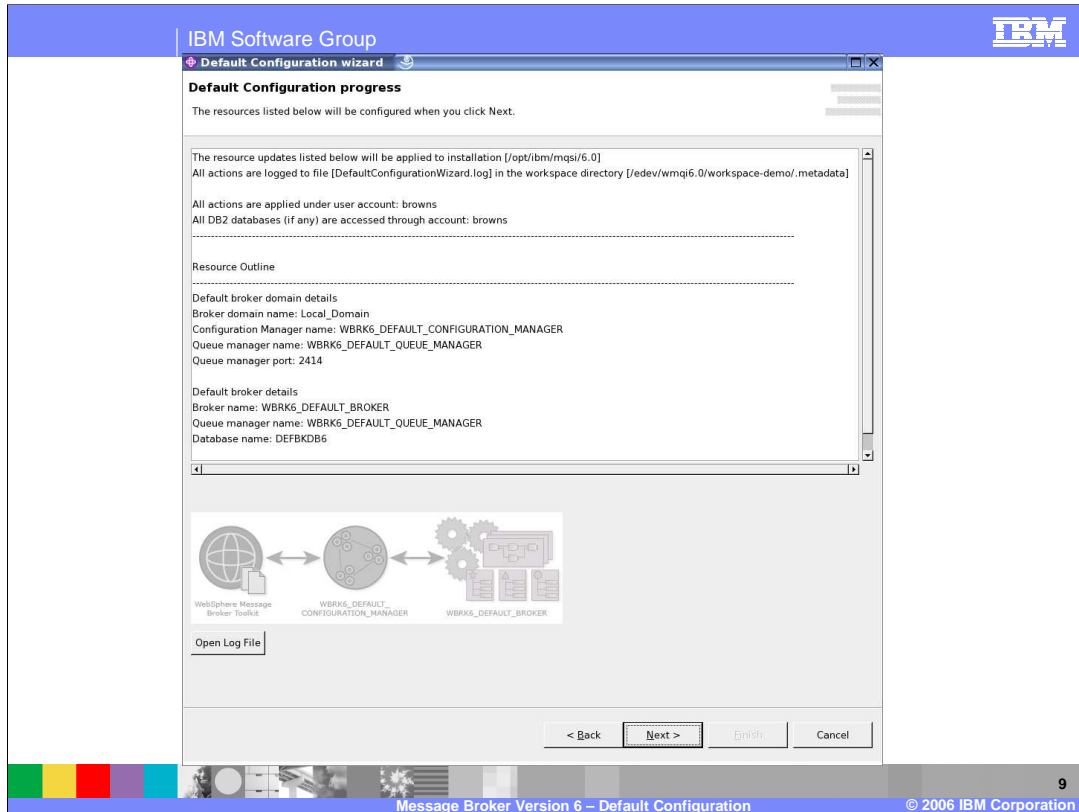 IBM Software Group
IBM
Default Configuration wizard
Default Configuration progress
The resources listed below will be configured when you click Next.
The resource updates listed below will be applied to installation [/opt/ibm/mqsi/6.0]
All actions are logged to file [DefaultConfigurationWizard.log] in the workspace directory [/edev/wmqi6.0/workspace-demo/.metadata]
All actions are applied under user account: browns
All DB2 databases (if any) are accessed through account: browns
--------------------------------------------------------------------------------
Resource Outline
--------------------------------------------------------------------------------
Default broker domain details
Broker domain name: Local_Domain
Configuration Manager name: WBRK6_DEFAULT_CONFIGURATION_MANAGER
Queue manager name: WBRK6_DEFAULT_QUEUE_MANAGER
Queue manager port: 2414
Default broker details
Broker name: WBRK6_DEFAULT_BROKER
Queue manager name: WBRK6_DEFAULT_QUEUE_MANAGER
Database name: DEFBKDB6
WebSphere Message
Broker Toolkit
WBRK6_DEFAULT_
CONFIGURATION_MANAGER
WBRK6_DEFAULT_BROKER
Open Log File
< Back
Next >
Finish
Cancel
9
Message Broker Version 6 – Default Configuration
© 2006 IBM Corporation